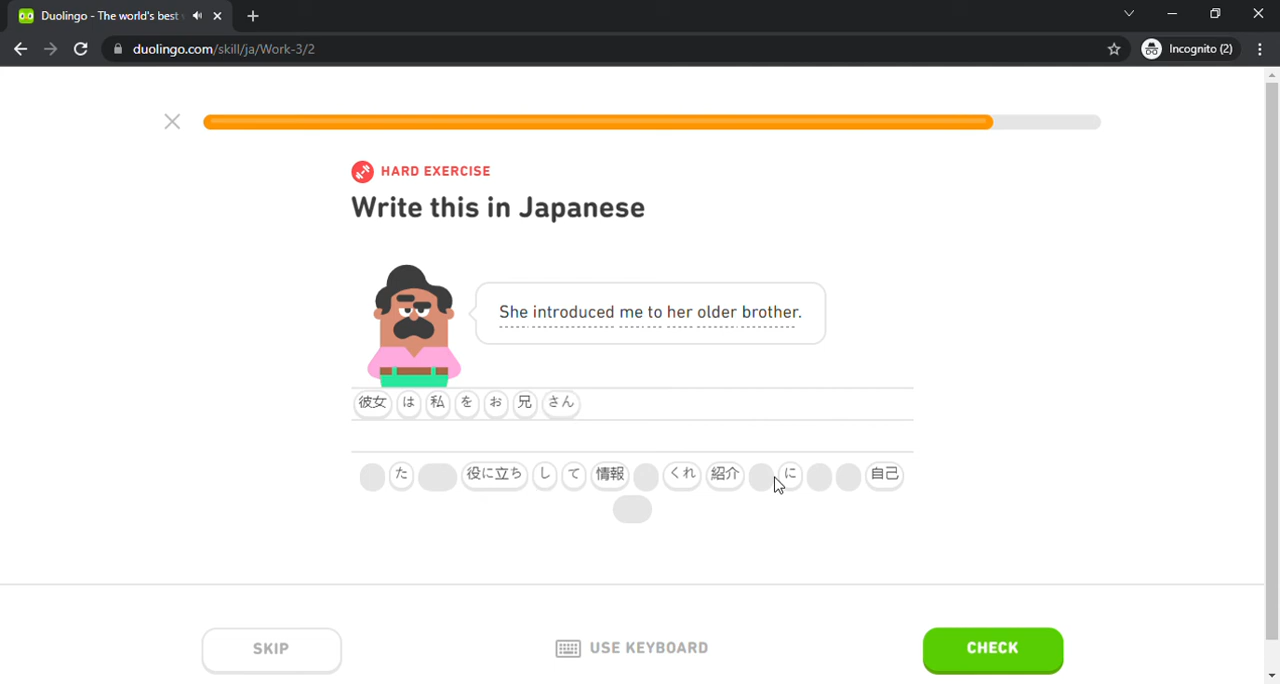 Duolingo - The world's best
duolingo.com/skill/ja/Work-3/2
Incognito (2)
HARD EXERCISE
Write this in Japanese
She introduced me to her older brother.
彼女 は 私 を お 兄 さん
た 役に立ち し て 情報 くれ 紹介 に 自己
SKIP
USE KEYBOARD
CHECK